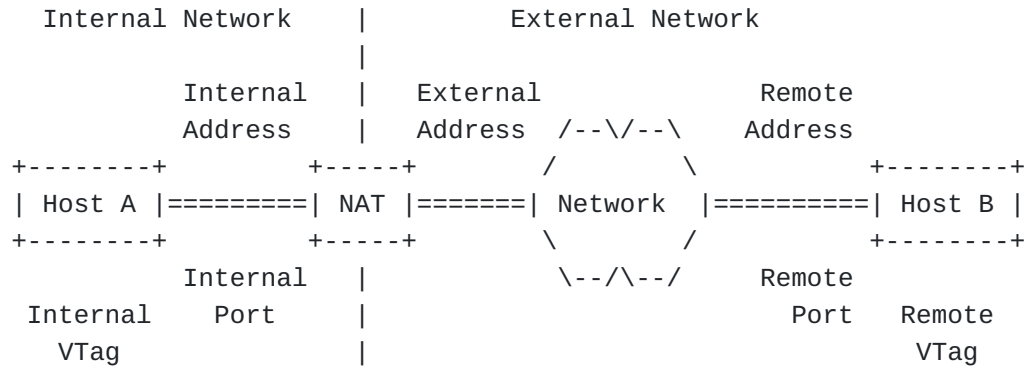 Internal Network    |         External Network
                      |
           Internal   |   External              Remote
           Address    |   Address  /--\/--\    Address
+--------+         +-----+        /        \           +--------+
| Host A |=========| NAT |=======| Network  |==========| Host B |
+--------+         +-----+        \        /           +--------+
           Internal   |            \--/\--/     Remote
 Internal    Port     |                           Port   Remote
   VTag               |                                   VTag